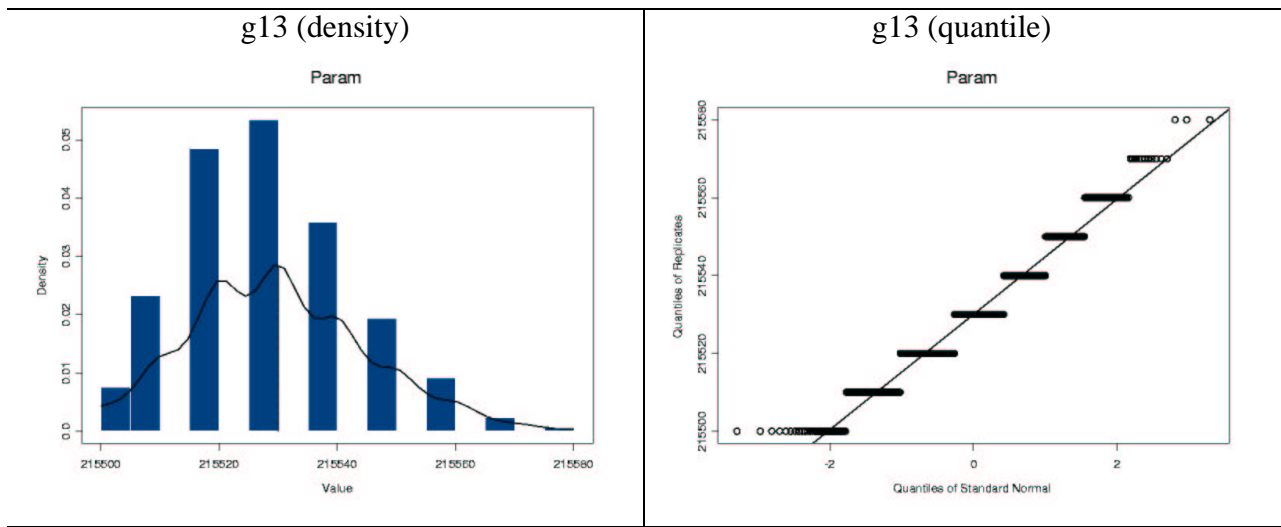 g13 (density)
Param
0.05
0.04
0.03
0.02
0.01
0.0
Density
215500 215520 215540 215560 215580
Value
g13 (quantile)
Param
215580
215560
215540
215520
215500
Quantiles of Replicates
-2 0 2
Quantiles of Standard Normal